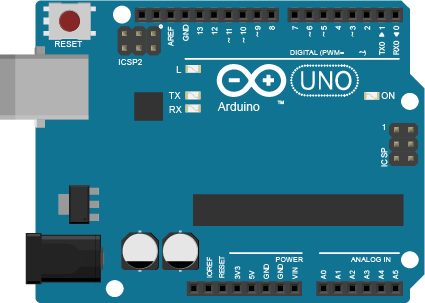 RESET
ICSP2
AREF
GND
13
12
~11
~10
~9
8
7
~6
~5
4
~3
2
TX0 1
RX0 0
DIGITAL (PWM= ~)
L
TX
RX
Arduino
™
UNO
ON
1
ICSP
POWER
ANALOG IN
IOREF
RESET
3V3
5V
GND
GND
VIN
A0
A1
A2
A3
A4
A5